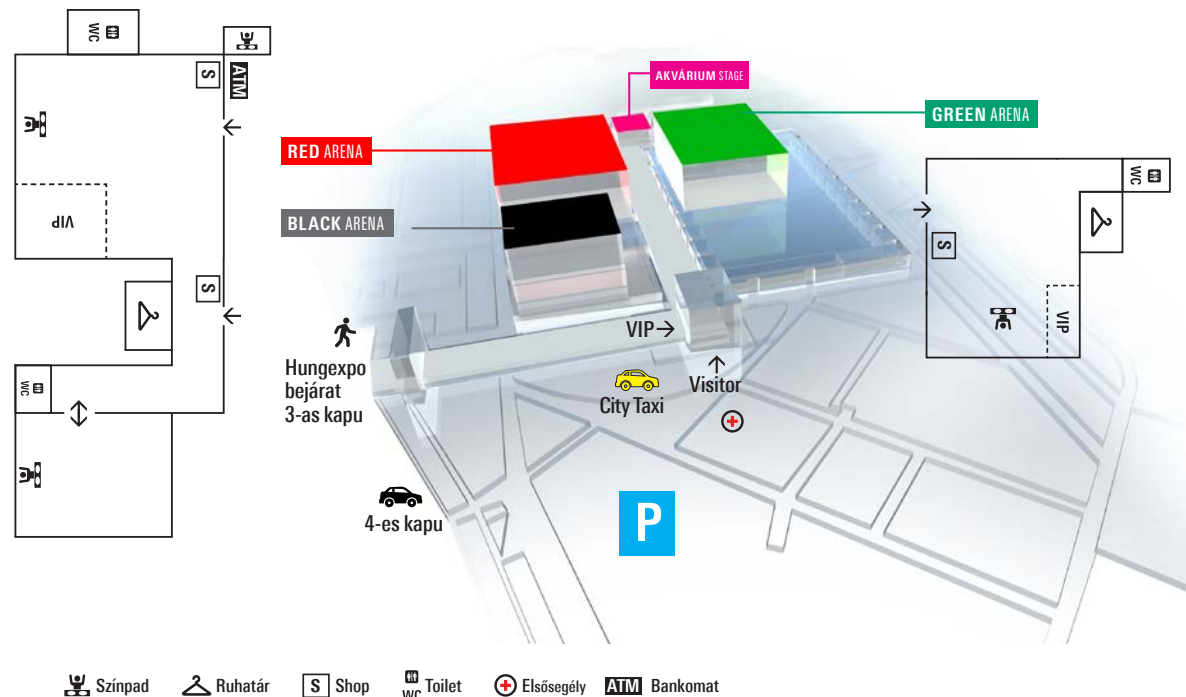 WC
S
ATM
AKVÁRIUM STAGE
GREEN ARENA
RED ARENA
BLACK ARENA
WC
VIP
S
S
VIP
VIP →
WC
Hungexpo
bejárat
3-as kapu
City Taxi
Visitor
4-es kapu
P
Színpad
Ruhatár
S Shop
WC Toilet
Elsősegély
ATM Bankomat